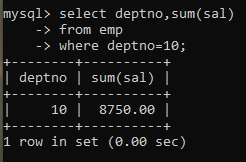 mysql> select deptno,sum(sal)
    -> from emp
    -> where deptno=10;
+--------+----------+
| deptno | sum(sal) |
+--------+----------+
|     10 |  8750.00 |
+--------+----------+
1 row in set (0.00 sec)